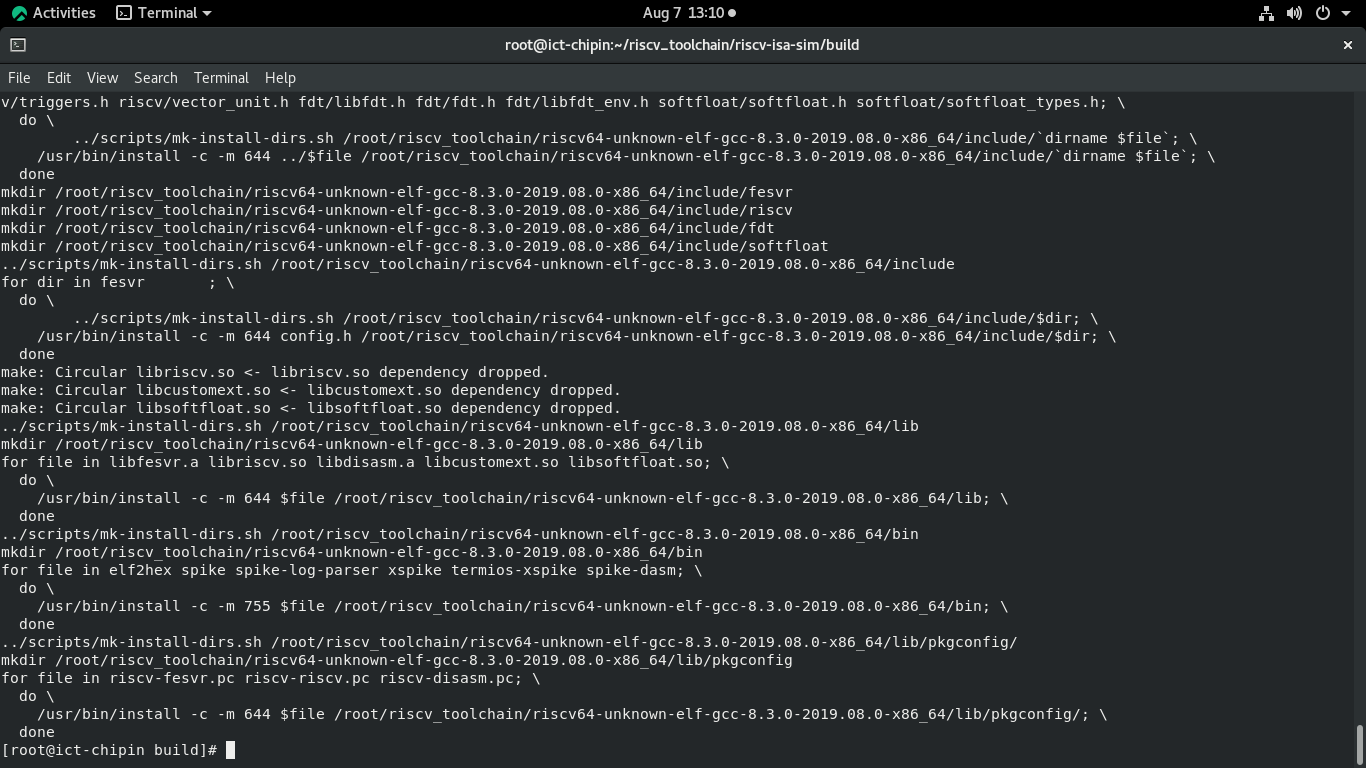 Activities Terminal Aug 7 13:10
root@ict-chipin:~/riscv_toolchain/riscv-isa-sim/build
File Edit View Search Terminal Help
v/triggers.h riscv/vector_unit.h fdt/libfdt.h fdt/fdt.h fdt/libfdt_env.h softfloat/softfloat.h softfloat/softfloat_types.h; \
  do \
        ../scripts/mk-install-dirs.sh /root/riscv_toolchain/riscv64-unknown-elf-gcc-8.3.0-2019.08.0-x86_64/include/`dirname $file`; \
    /usr/bin/install -c -m 644 ../$file /root/riscv_toolchain/riscv64-unknown-elf-gcc-8.3.0-2019.08.0-x86_64/include/`dirname $file`; \
  done
mkdir /root/riscv_toolchain/riscv64-unknown-elf-gcc-8.3.0-2019.08.0-x86_64/include/fesvr
mkdir /root/riscv_toolchain/riscv64-unknown-elf-gcc-8.3.0-2019.08.0-x86_64/include/riscv
mkdir /root/riscv_toolchain/riscv64-unknown-elf-gcc-8.3.0-2019.08.0-x86_64/include/fdt
mkdir /root/riscv_toolchain/riscv64-unknown-elf-gcc-8.3.0-2019.08.0-x86_64/include/softfloat
../scripts/mk-install-dirs.sh /root/riscv_toolchain/riscv64-unknown-elf-gcc-8.3.0-2019.08.0-x86_64/include
for dir in fesvr       ; \
  do \
        ../scripts/mk-install-dirs.sh /root/riscv_toolchain/riscv64-unknown-elf-gcc-8.3.0-2019.08.0-x86_64/include/$dir; \
    /usr/bin/install -c -m 644 config.h /root/riscv_toolchain/riscv64-unknown-elf-gcc-8.3.0-2019.08.0-x86_64/include/$dir; \
  done
make: Circular libriscv.so <- libriscv.so dependency dropped.
make: Circular libcustomext.so <- libcustomext.so dependency dropped.
make: Circular libsoftfloat.so <- libsoftfloat.so dependency dropped.
../scripts/mk-install-dirs.sh /root/riscv_toolchain/riscv64-unknown-elf-gcc-8.3.0-2019.08.0-x86_64/lib
mkdir /root/riscv_toolchain/riscv64-unknown-elf-gcc-8.3.0-2019.08.0-x86_64/lib
for file in libfesvr.a libriscv.so libdisasm.a libcustomext.so libsoftfloat.so; \
  do \
    /usr/bin/install -c -m 644 $file /root/riscv_toolchain/riscv64-unknown-elf-gcc-8.3.0-2019.08.0-x86_64/lib; \
  done
../scripts/mk-install-dirs.sh /root/riscv_toolchain/riscv64-unknown-elf-gcc-8.3.0-2019.08.0-x86_64/bin
mkdir /root/riscv_toolchain/riscv64-unknown-elf-gcc-8.3.0-2019.08.0-x86_64/bin
for file in elf2hex spike spike-log-parser xspike termios-xspike spike-dasm; \
  do \
    /usr/bin/install -c -m 755 $file /root/riscv_toolchain/riscv64-unknown-elf-gcc-8.3.0-2019.08.0-x86_64/bin; \
  done
../scripts/mk-install-dirs.sh /root/riscv_toolchain/riscv64-unknown-elf-gcc-8.3.0-2019.08.0-x86_64/lib/pkgconfig/
mkdir /root/riscv_toolchain/riscv64-unknown-elf-gcc-8.3.0-2019.08.0-x86_64/lib/pkgconfig
for file in riscv-fesvr.pc riscv-riscv.pc riscv-disasm.pc; \
  do \
    /usr/bin/install -c -m 644 $file /root/riscv_toolchain/riscv64-unknown-elf-gcc-8.3.0-2019.08.0-x86_64/lib/pkgconfig/; \
  done
[root@ict-chipin build]#